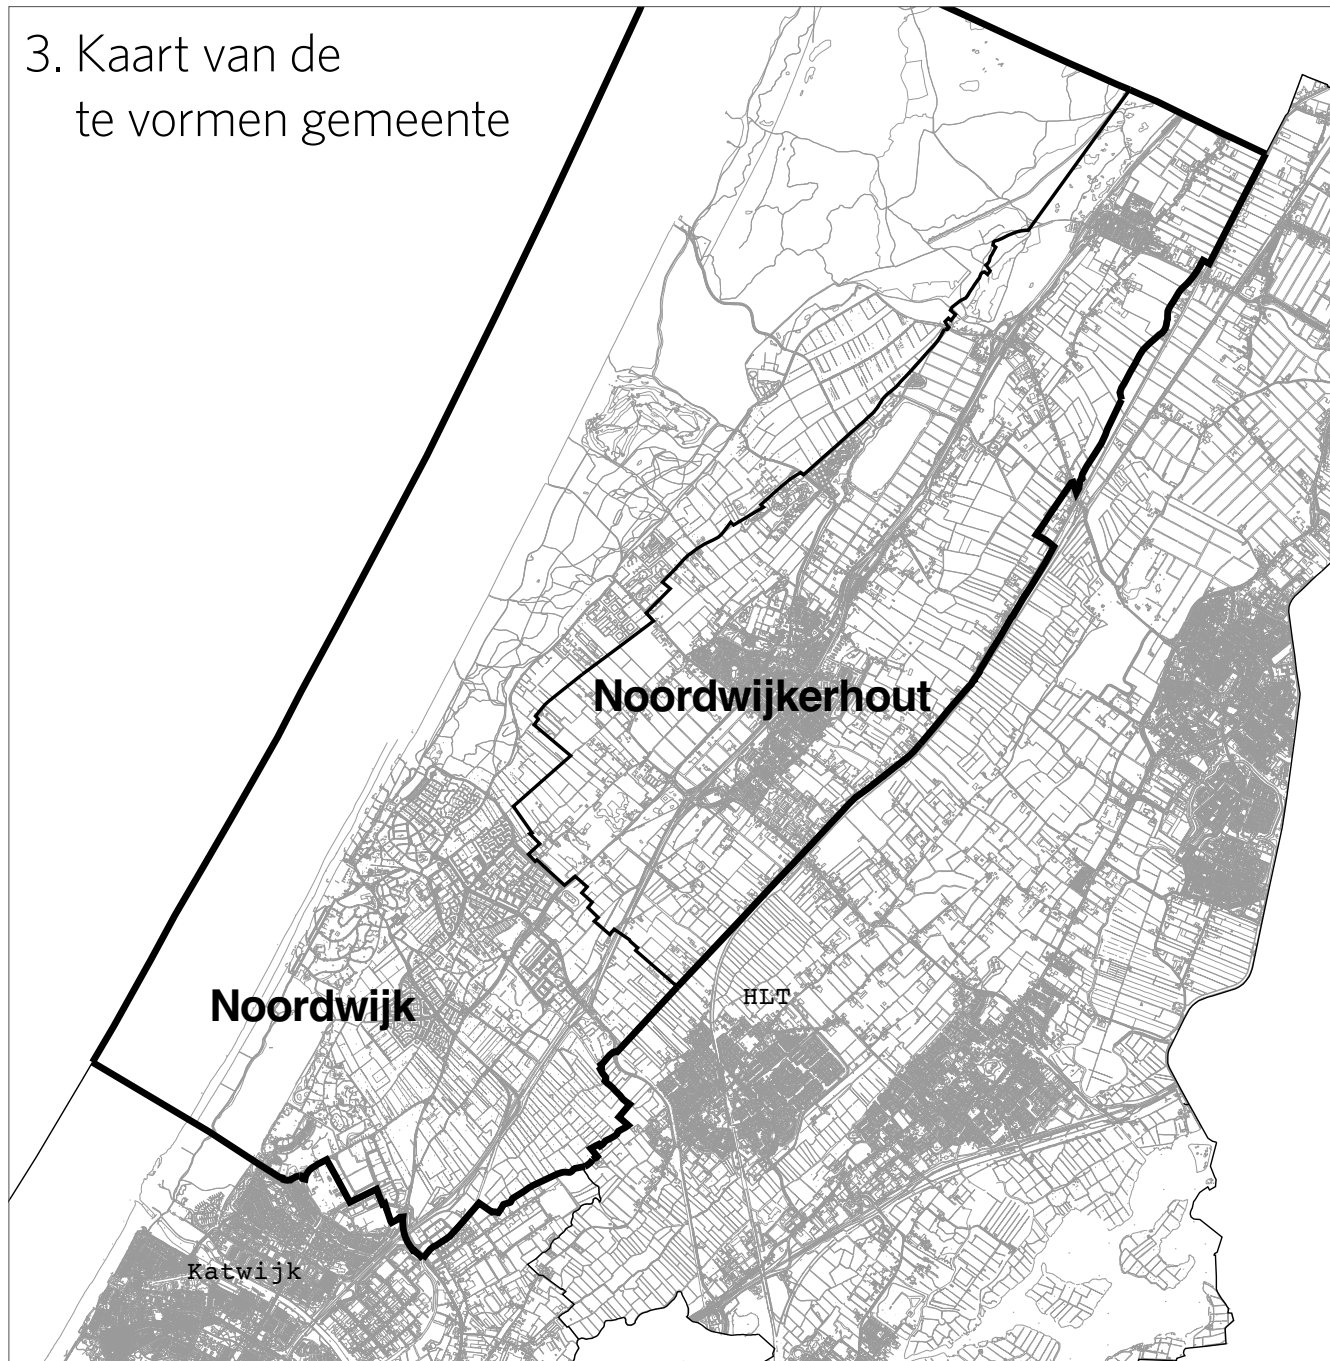 3. Kaart van de
te vormen gemeente
Noordwijkerhout
HLT
Noordwijk
Katwijk